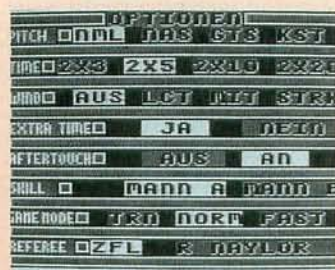 OPTIONEN
PITCH NML NAS GTS KST
TIME 2X3 2X5 2X10 2X20
WIND AUS LCT MIT STR
EXTRA TIME JA NEIN
AFTERTOUCH AUS AN
SKILL MANN A MANN
GAME MODE TRN NORM FAST
REFEREE ZFL R NAYLOR